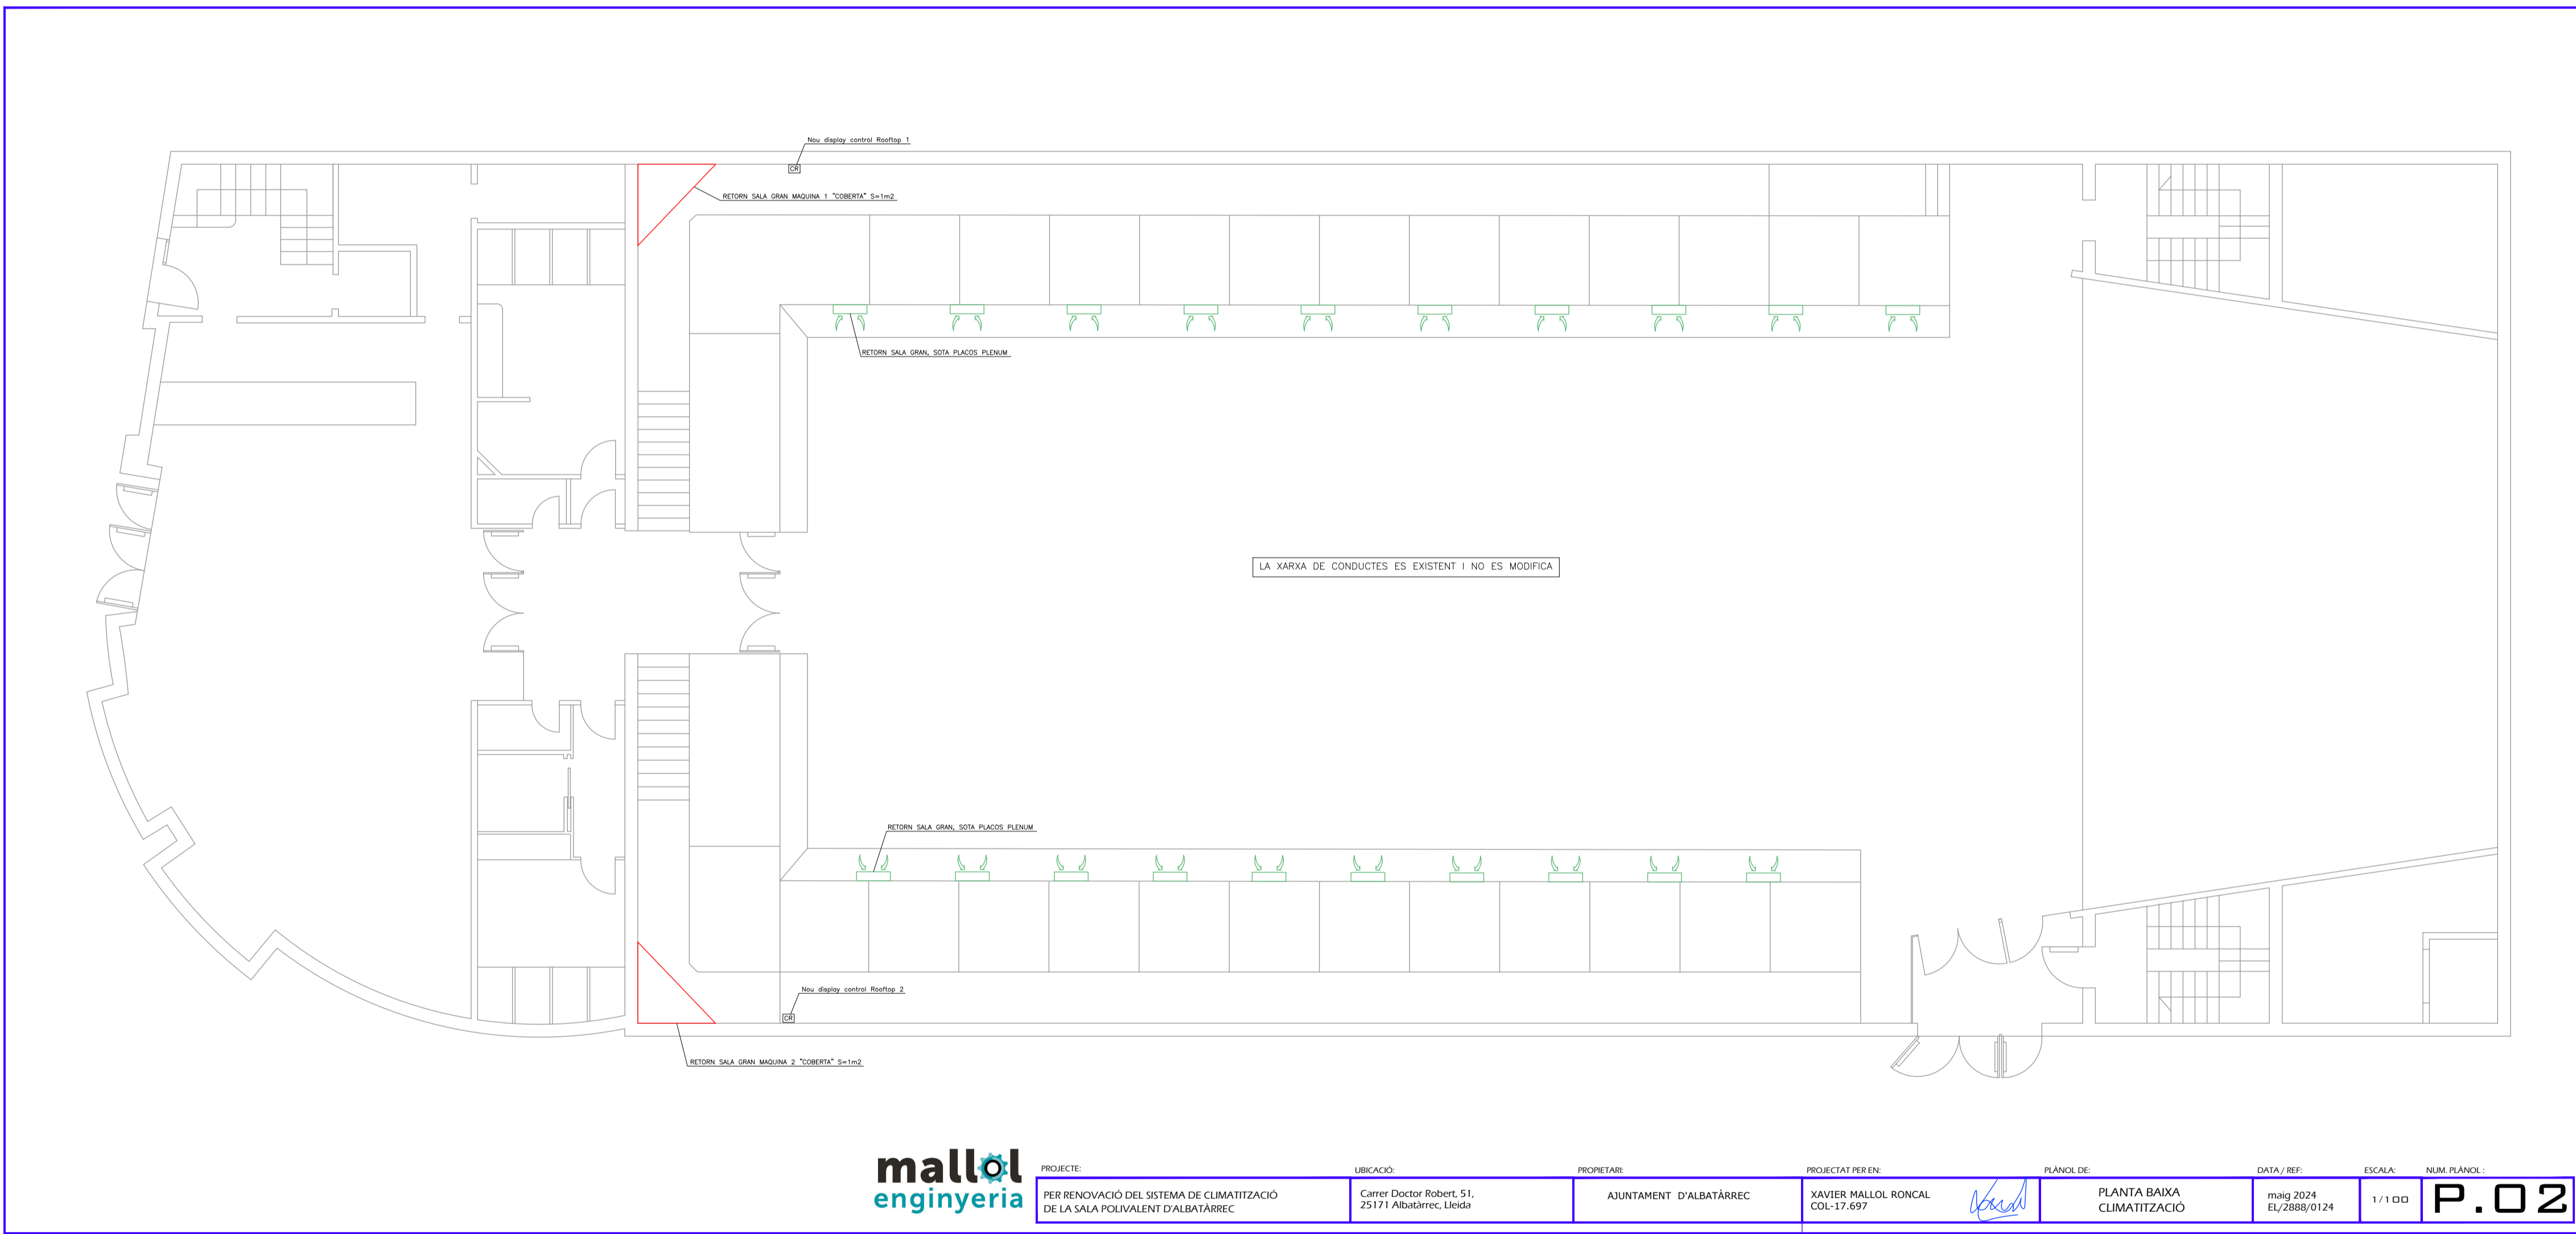 Nou display control Rooftop 1
CR
RETORN SALA GRAN MAQUINA 1 "COBERTA" S=1m2
RETORN SALA GRAN, SOTA PLACOS PLENUM
LA XARXA DE CONDUCTES ES EXISTENT I NO ES MODIFICA
RETORN SALA GRAN, SOTA PLACOS PLENUM
Nou display control Rooftop 2
CR
RETORN SALA GRAN MAQUINA 2 "COBERTA" S=1m2
mallol
enginyeria
PROJECTE:
PER RENOVACIÓ DEL SISTEMA DE CLIMATITZACIÓ
DE LA SALA POLIVALENT D'ALBATÀRREC
UBICACIÓ:
Carrer Doctor Robert, 51,
25171 Albatàrrec, Lleida
PROPIETARI:
AJUNTAMENT D'ALBATÀRREC
PROJECTAT PER EN:
XAVIER MALLOL RONCAL
COL-17.697
PLÀNOL DE:
PLANTA BAIXA
CLIMATITZACIÓ
DATA / REF:
maig 2024
EL/2888/0124
ESCALA:
1/100
NUM. PLÀNOL :
P.02